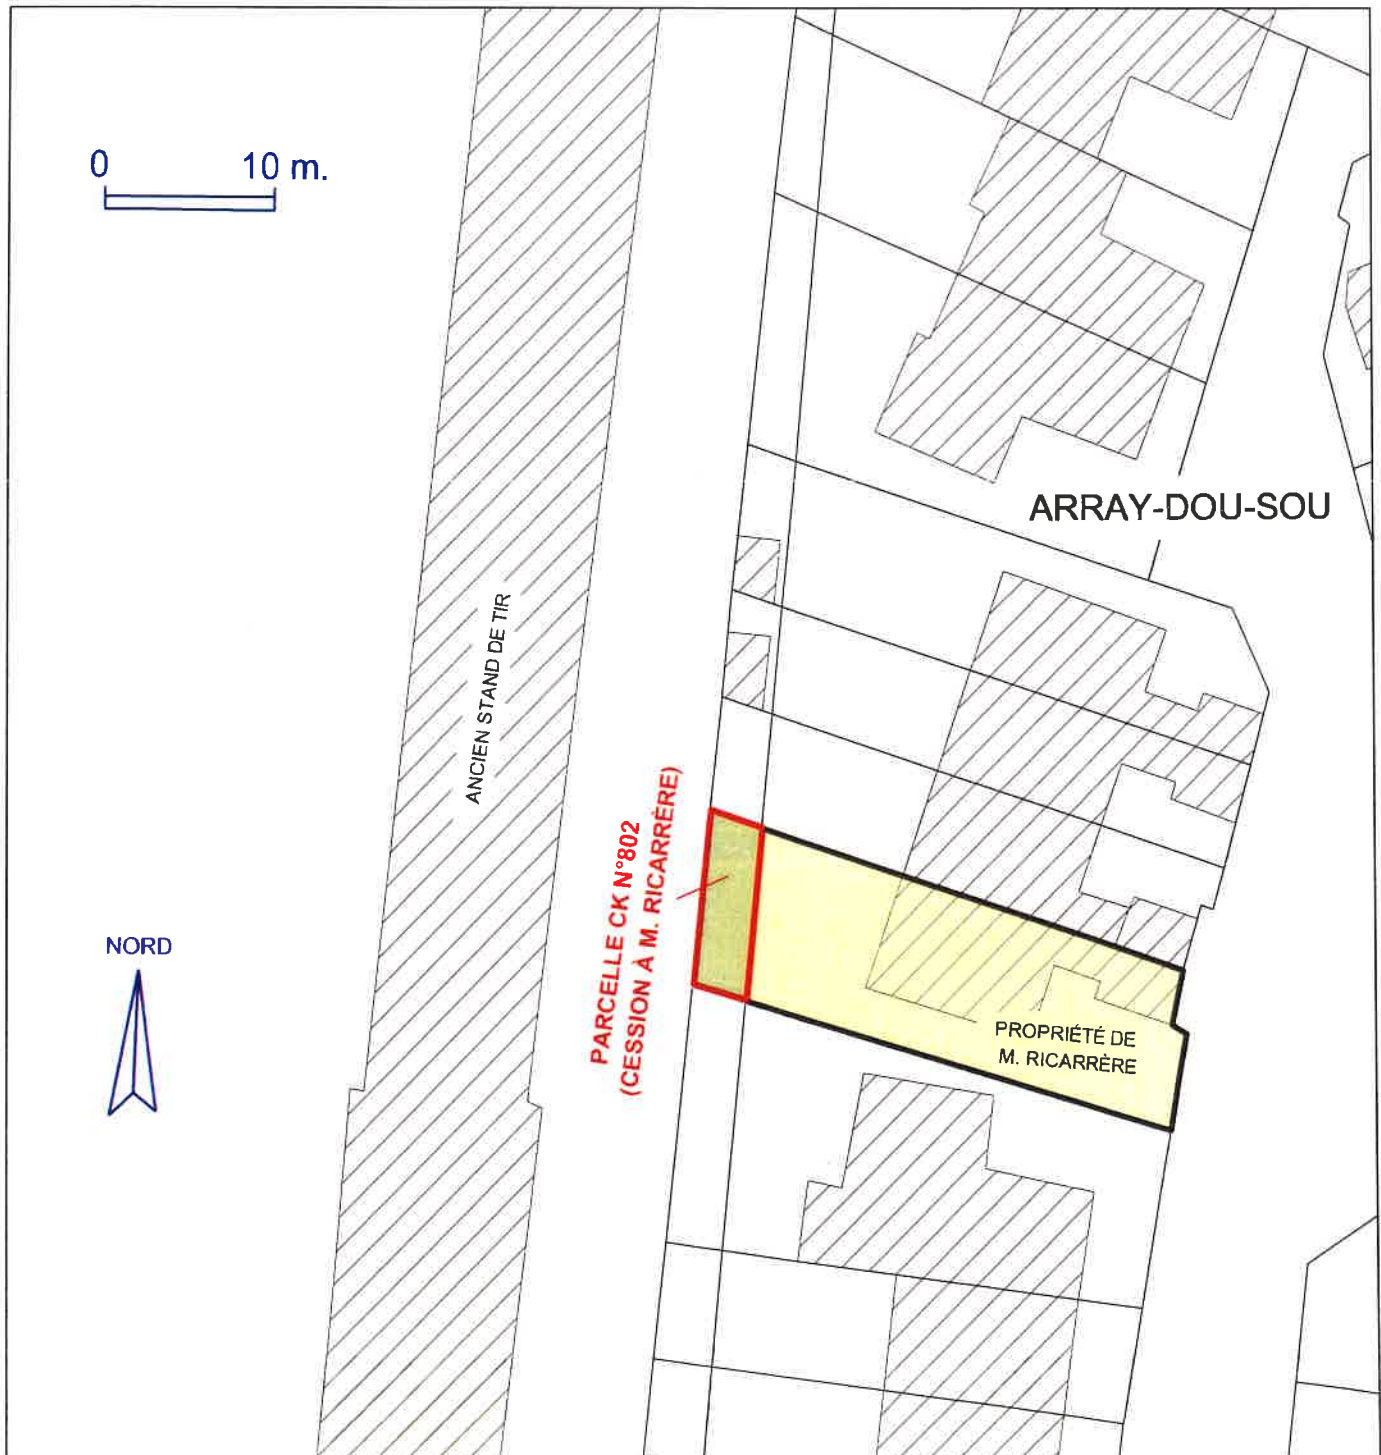 0 10 m.
ARRAY-DOU-SOU
ANCIEN STAND DE TIR
PARCELLE CK N°802
(CESSION À M. RICARRÈRE)
NORD
PROPRIÉTÉ DE
M. RICARRÈRE